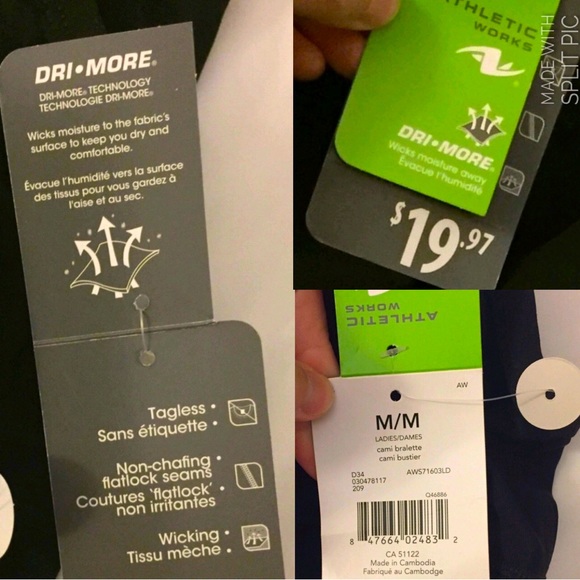 DRI•MORE®
DRI-MORE® TECHNOLOGY
TECHNOLOGIE DRI-MORE®
Wicks moisture to the fabric's
surface to keep you dry and
comfortable.
Évacue l'humidité vers la surface
des tissus pour vous gardez à
l'aise et au sec.
Tagless •
Sans étiquette •
Non-chafing •
flatlock seams
Coutures 'flatlock' •
non irritantes
Wicking •
Tissu mèche •
ATHLETIC
WORKS
DRI•MORE®
Wicks moisture away
Évacue l'humidité
$19.97
MADE WITH
SPLIT PIC
ATHLETIC
WORKS
AW
M/M
LADIES/DAMES
cami bralette
cami bustier
D34 AWS71603LD
030478117
209
Q46886
8 47664 02483 2
CA 51122
Made in Cambodia
Fabriqué au Cambodge